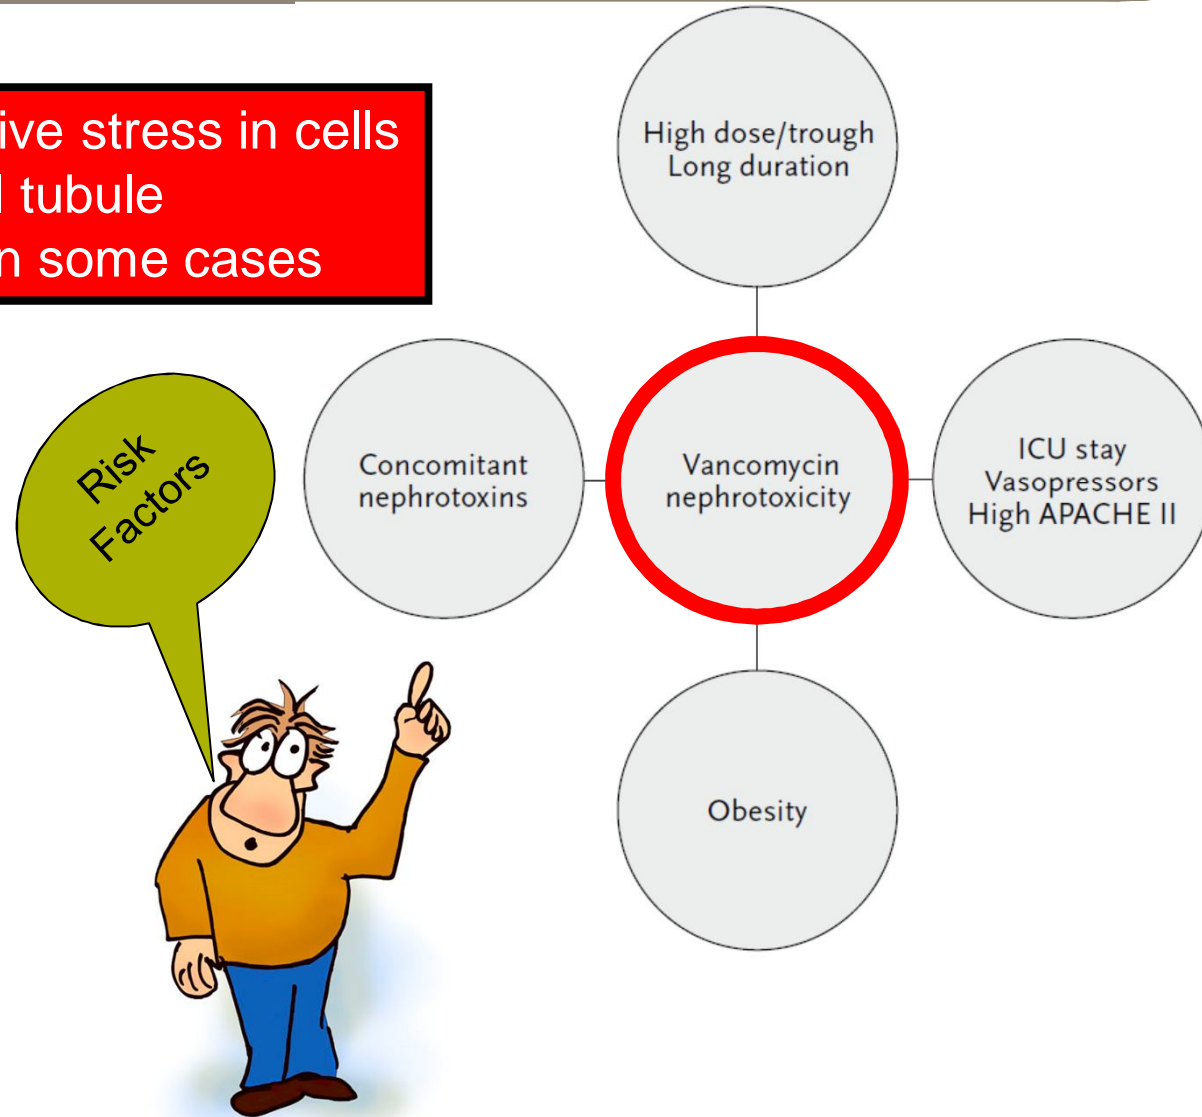 ive stress in cells
tubule
n some cases
High dose/trough
Long duration
Risk
Factors
Concomitant
nephrotoxins
Vancomycin
nephrotoxicity
ICU stay
Vasopressors
High APACHE II
Obesity